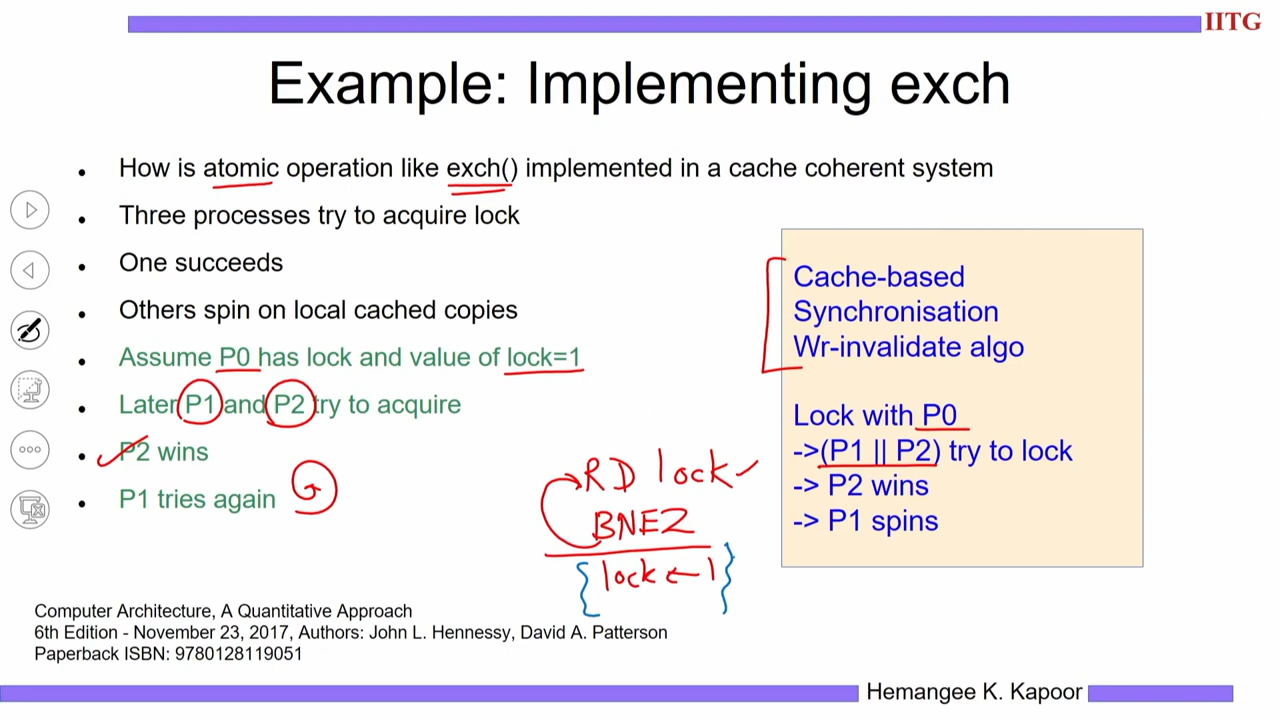 IITG
Example: Implementing exch
• How is atomic operation like exch() implemented in a cache coherent system
• Three processes try to acquire lock
• One succeeds
• Others spin on local cached copies
• Assume P0 has lock and value of lock=1
• Later P1 and P2 try to acquire
• P2 wins
• P1 tries again
Cache-based
Synchronisation
Wr-invalidate algo
Lock with P0
->(P1 || P2) try to lock
-> P2 wins
-> P1 spins
RD lock
BNEZ
{lock ← 1}
Computer Architecture, A Quantitative Approach
6th Edition - November 23, 2017, Authors: John L. Hennessy, David A. Patterson
Paperback ISBN: 9780128119051
Hemangee K. Kapoor